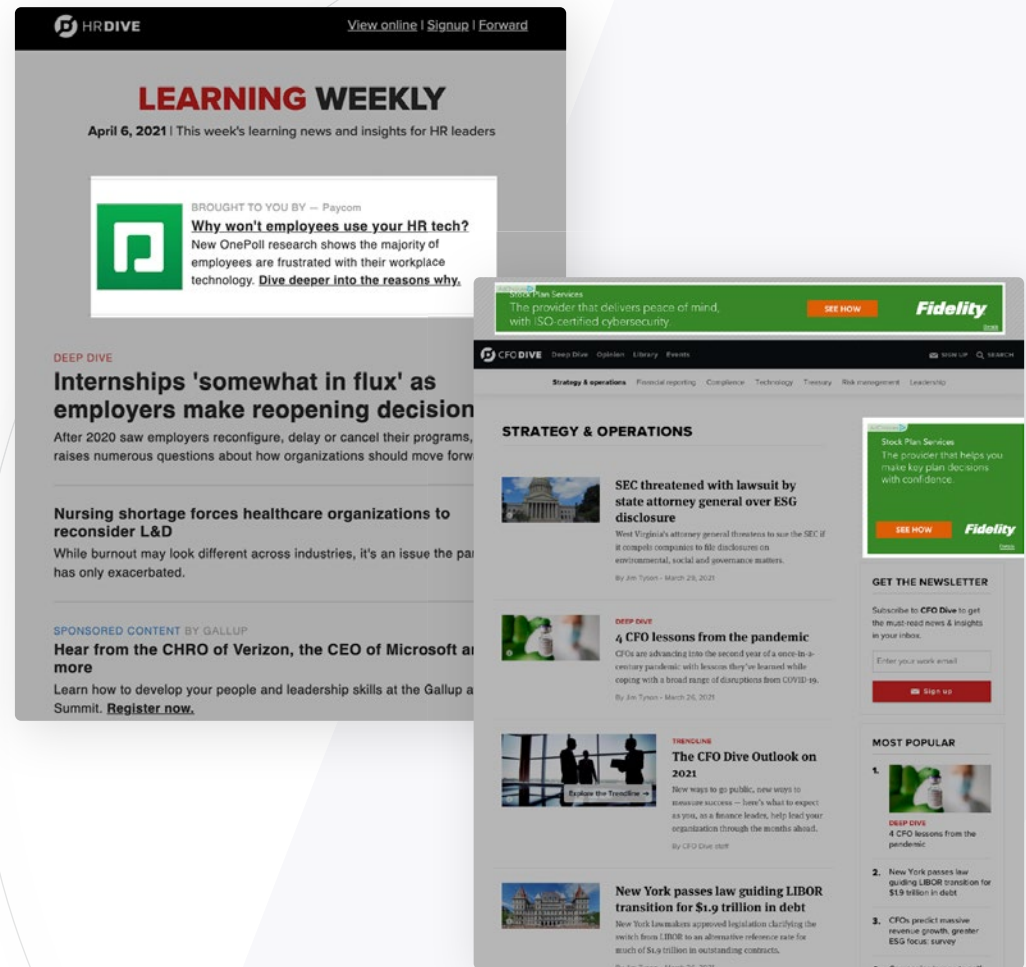 HRDIVE
View online | Signup | Forward
LEARNING WEEKLY
April 6, 2021 | This week's learning news and insights for HR leaders
BROUGHT TO YOU BY — Paycom
Why won't employees use your HR tech?
New OnePoll research shows the majority of
employees are frustrated with their workplace
technology. Dive deeper into the reasons why.
DEEP DIVE
Internships 'somewhat in flux' as
employers make reopening decision
After 2020 saw employers reconfigure, delay or cancel their programs,
raises numerous questions about how organizations should move forw
Nursing shortage forces healthcare organizations to
reconsider L&D
While burnout may look different across industries, it's an issue the pa
has only exacerbated.
SPONSORED CONTENT BY GALLUP
Hear from the CHRO of Verizon, the CEO of Microsoft a
more
Learn how to develop your people and leadership skills at the Gallup a
Summit. Register now.
Stock Plan Services
The provider that delivers peace of mind,
with ISO-certified cybersecurity.
SEE HOW
Fidelity
Details
CFODIVE Deep Dive Opinion Library Events SIGN UP SEARCH
Strategy & operations Financial reporting Compliance Technology Treasury Risk management Leadership
STRATEGY & OPERATIONS
SEC threatened with lawsuit by
state attorney general over ESG
disclosure
West Virginia's attorney general threatens to sue the SEC if
it compels companies to file disclosures on
environmental, social and governance matters.
By Jim Tyson • March 29, 2021
DEEP DIVE
4 CFO lessons from the pandemic
CFOs are advancing into the second year of a once-in-a-
century pandemic with lessons they've learned while
coping with a broad range of disruptions from COVID-19.
By Jim Tyson • March 26, 2021
Explore the Trendline →
TRENDLINE
The CFO Dive Outlook on
2021
New ways to go public, new ways to
measure success — here's what to expect
as you, as a finance leader, help lead your
organization through the months ahead.
By CFO Dive staff
New York passes law guiding LIBOR
transition for $1.9 trillion in debt
New York lawmakers approved legislation clarifying the
switch from LIBOR to an alternative reference rate for
much of $1.9 trillion in outstanding contracts.
Stock Plan Services
The provider that helps you
make key plan decisions
with confidence.
SEE HOW
Fidelity
Details
GET THE NEWSLETTER
Subscribe to CFO Dive to get
the must-read news & insights
in your inbox.
Enter your work email
Sign up
MOST POPULAR
1.
DEEP DIVE
4 CFO lessons from the
pandemic
2. New York passes law
guiding LIBOR transition for
$1.9 trillion in debt
3. CFOs predict massive
revenue growth, greater
ESG focus: survey